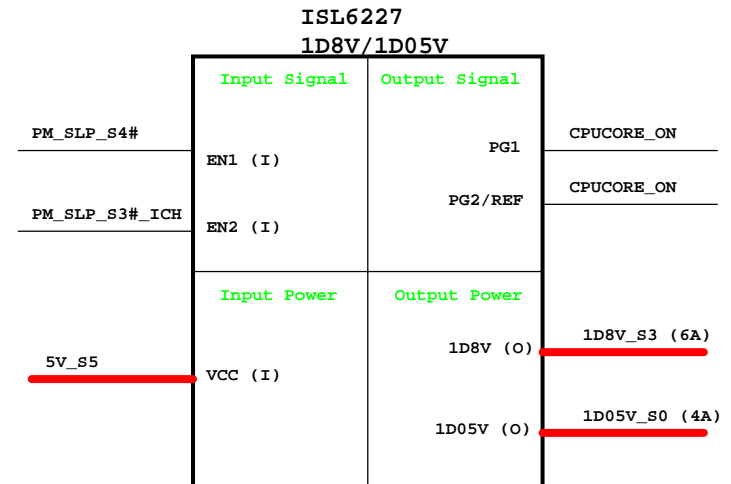 ISL6227
1D8V/1D05V
Input Signal
Output Signal
PM_SLP_S4#
EN1 (I)
PG1
CPUCORE_ON
PM_SLP_S3#_ICH
EN2 (I)
PG2/REF
CPUCORE_ON
Input Power
Output Power
5V_S5
VCC (I)
1D8V (O)
1D8V_S3 (6A)
1D05V (O)
1D05V_S0 (4A)